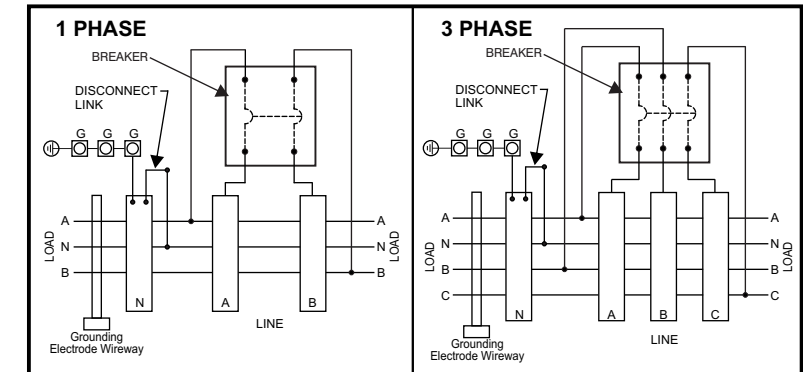 1 PHASE
BREAKER
DISCONNECT
LINK
G G G
A
N
B
LOAD
A
N
B
LOAD
N
A
B
LINE
Grounding
Electrode Wireway
3 PHASE
BREAKER
DISCONNECT
LINK
G G G
A
N
B
C
LOAD
A
N
B
C
LOAD
N
A
B
C
LINE
Grounding
Electrode Wireway